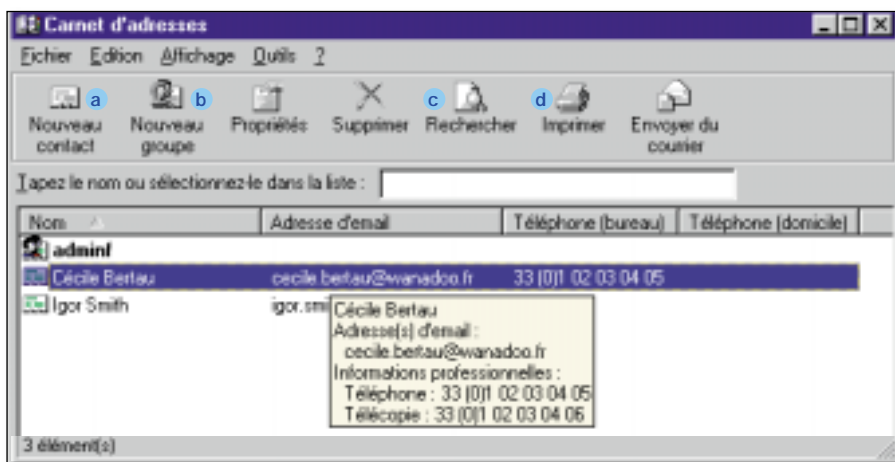 Carnet d'adresses
Fichier Edition Affichage Outils ?
a b c d
Nouveau contact Nouveau groupe Propriétés Supprimer Rechercher Imprimer Envoyer du courrier
Tapez le nom ou sélectionnez-le dans la liste :
Nom Adresse d'email Téléphone (bureau) Téléphone (domicile)
adminf
Cécile Bertau cecile.bertau@wanadoo.fr 33 (0)1 02 03 04 05
Igor Smith igor.smi
Cécile Bertau
Adresse(s) d'email :
cecile.bertau@wanadoo.fr
Informations professionnelles :
Téléphone : 33 (0)1 02 03 04 05
Télécopie : 33 (0)1 02 03 04 06
3 élément(s)